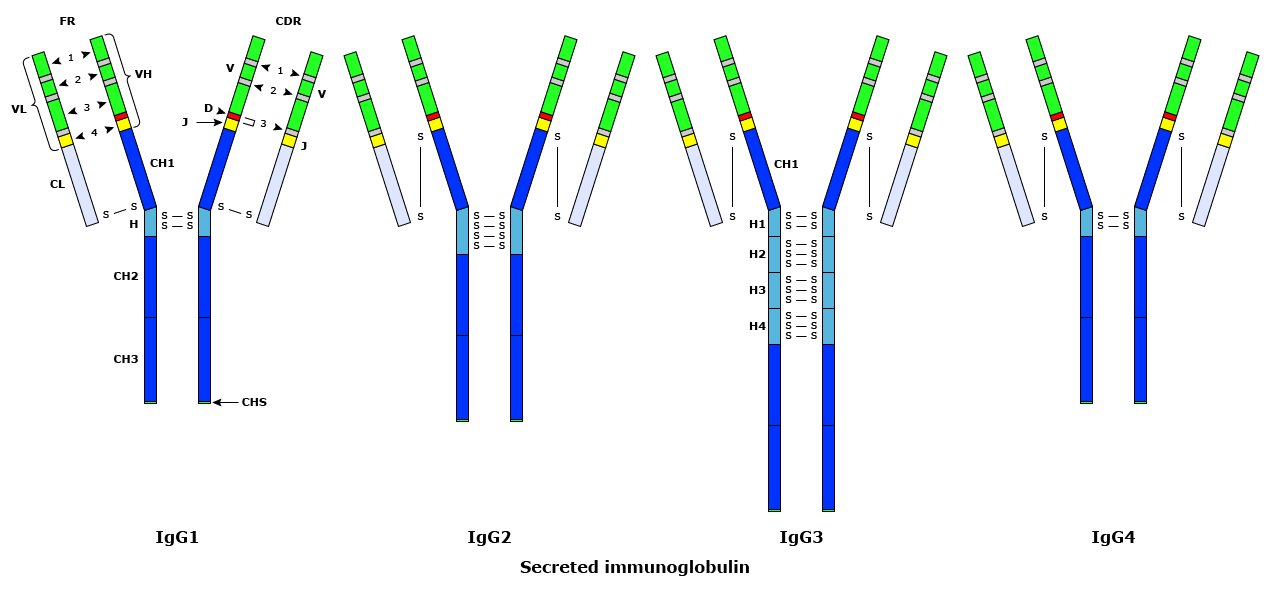 FR
CDR
1
2
3
4
VH
VL
V
1
2
V
D
J
3
J
CH1
CL
S — S
S — S
H
S — S
S — S
CH2
CH3
CHS
S
S
S
S
S — S
S — S
S — S
S — S
CH1
S
S
S
S
H1
S — S
S — S
H2
S — S
S — S
S — S
H3
S — S
S — S
S — S
H4
S — S
S — S
S — S
S
S
S
S
S — S
S — S
IgG1
IgG2
IgG3
IgG4
Secreted immunoglobulin